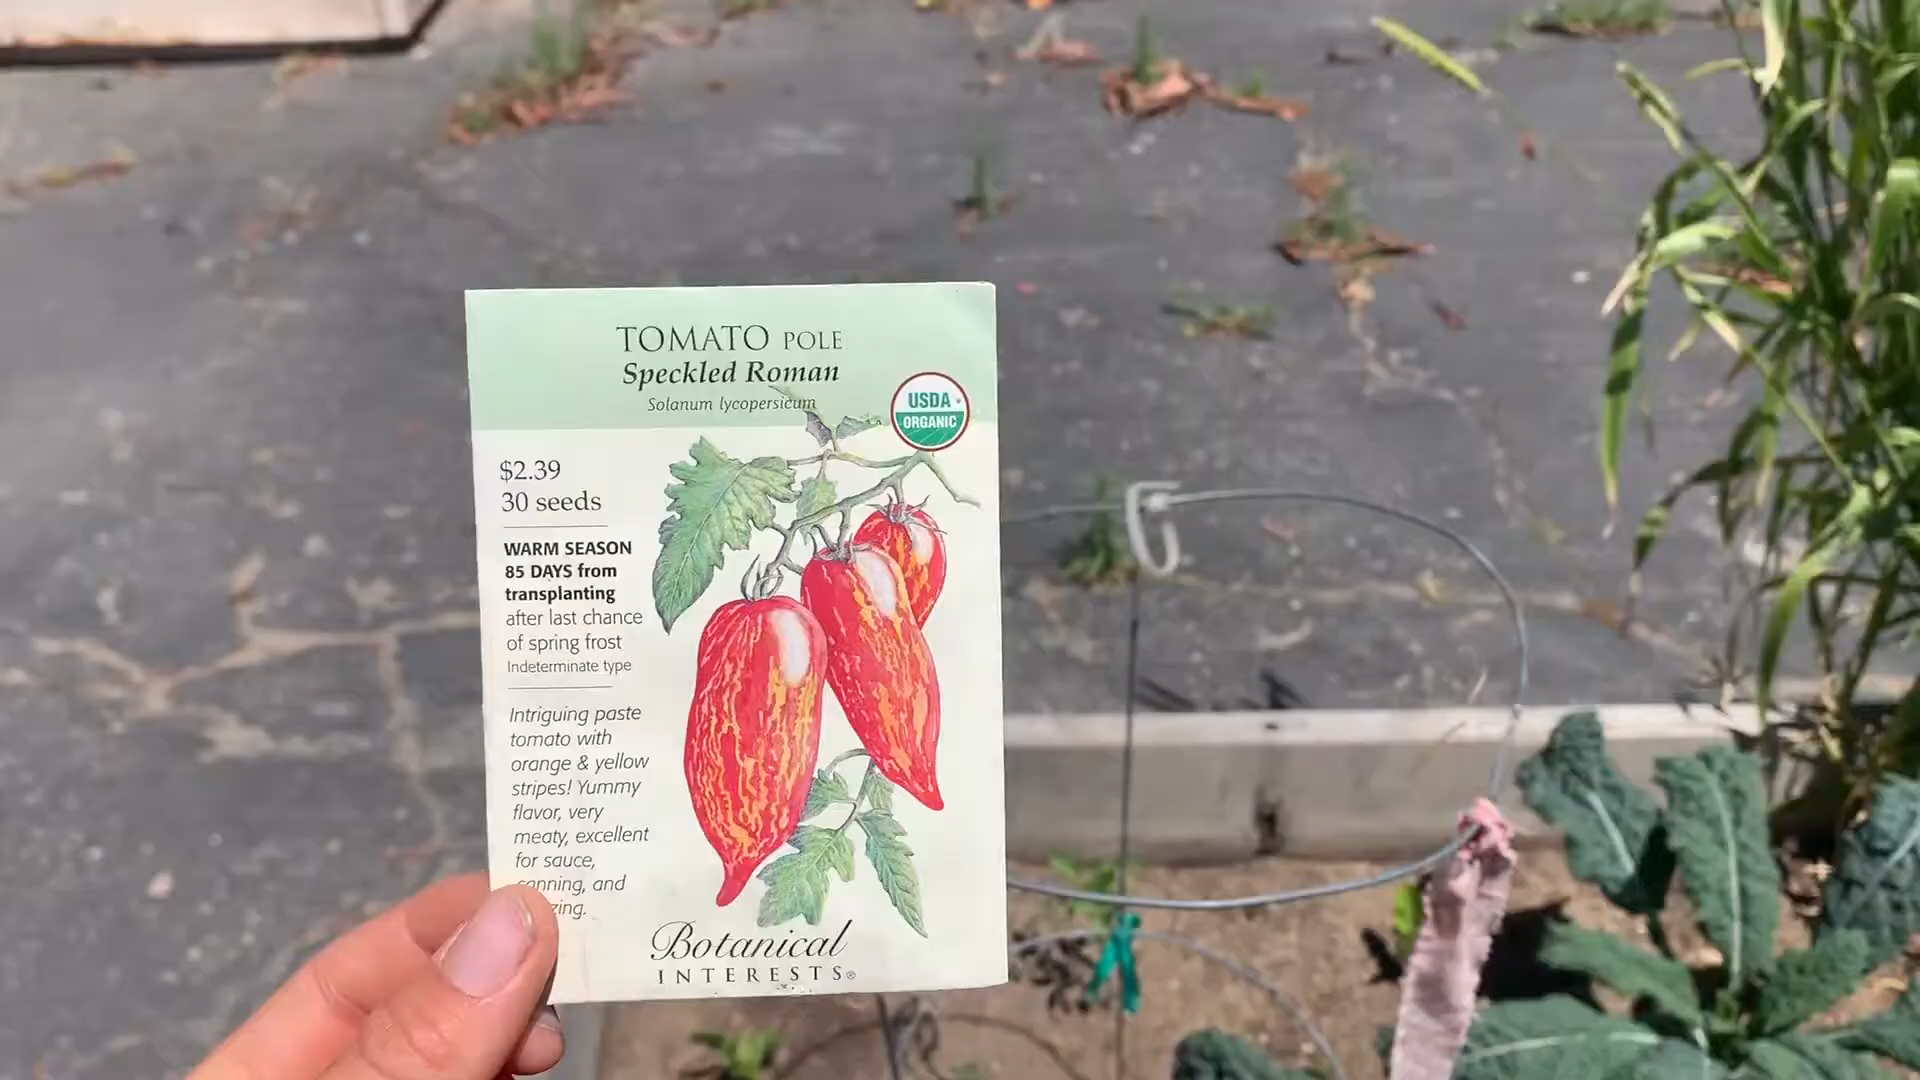 TOMATO POLE
Speckled Roman
Solanum lycopersicum
USDA
ORGANIC
$2.39
30 seeds
WARM SEASON
85 DAYS from
transplanting
after last chance
of spring frost
Indeterminate type
Intriguing paste
tomato with
orange & yellow
stripes! Yummy
flavor, very
meaty, excellent
for sauce,
canning, and
Botanical
INTERESTS®